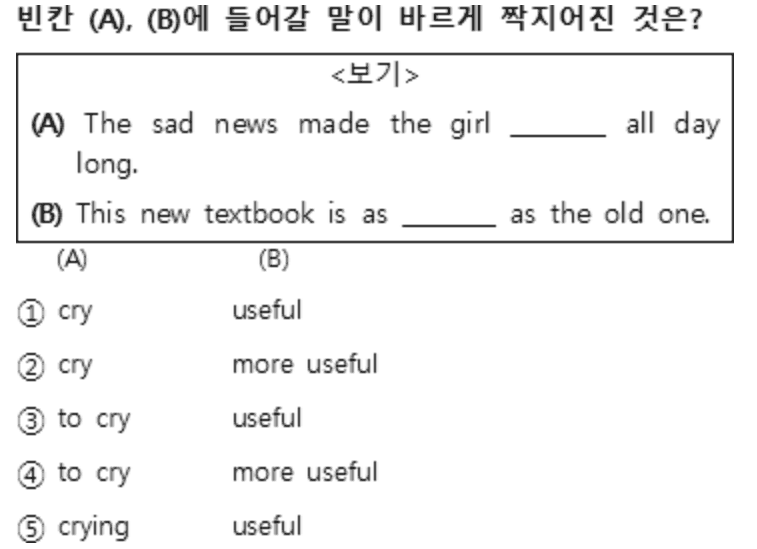 빈칸 (A), (B)에 들어갈 말이 바르게 짝지어진 것은?
<보기>
(A) The sad news made the girl ______ all day
long.
(B) This new textbook is as ______ as the old one.
(A) (B)
① cry useful
② cry more useful
③ to cry useful
④ to cry more useful
⑤ crying useful